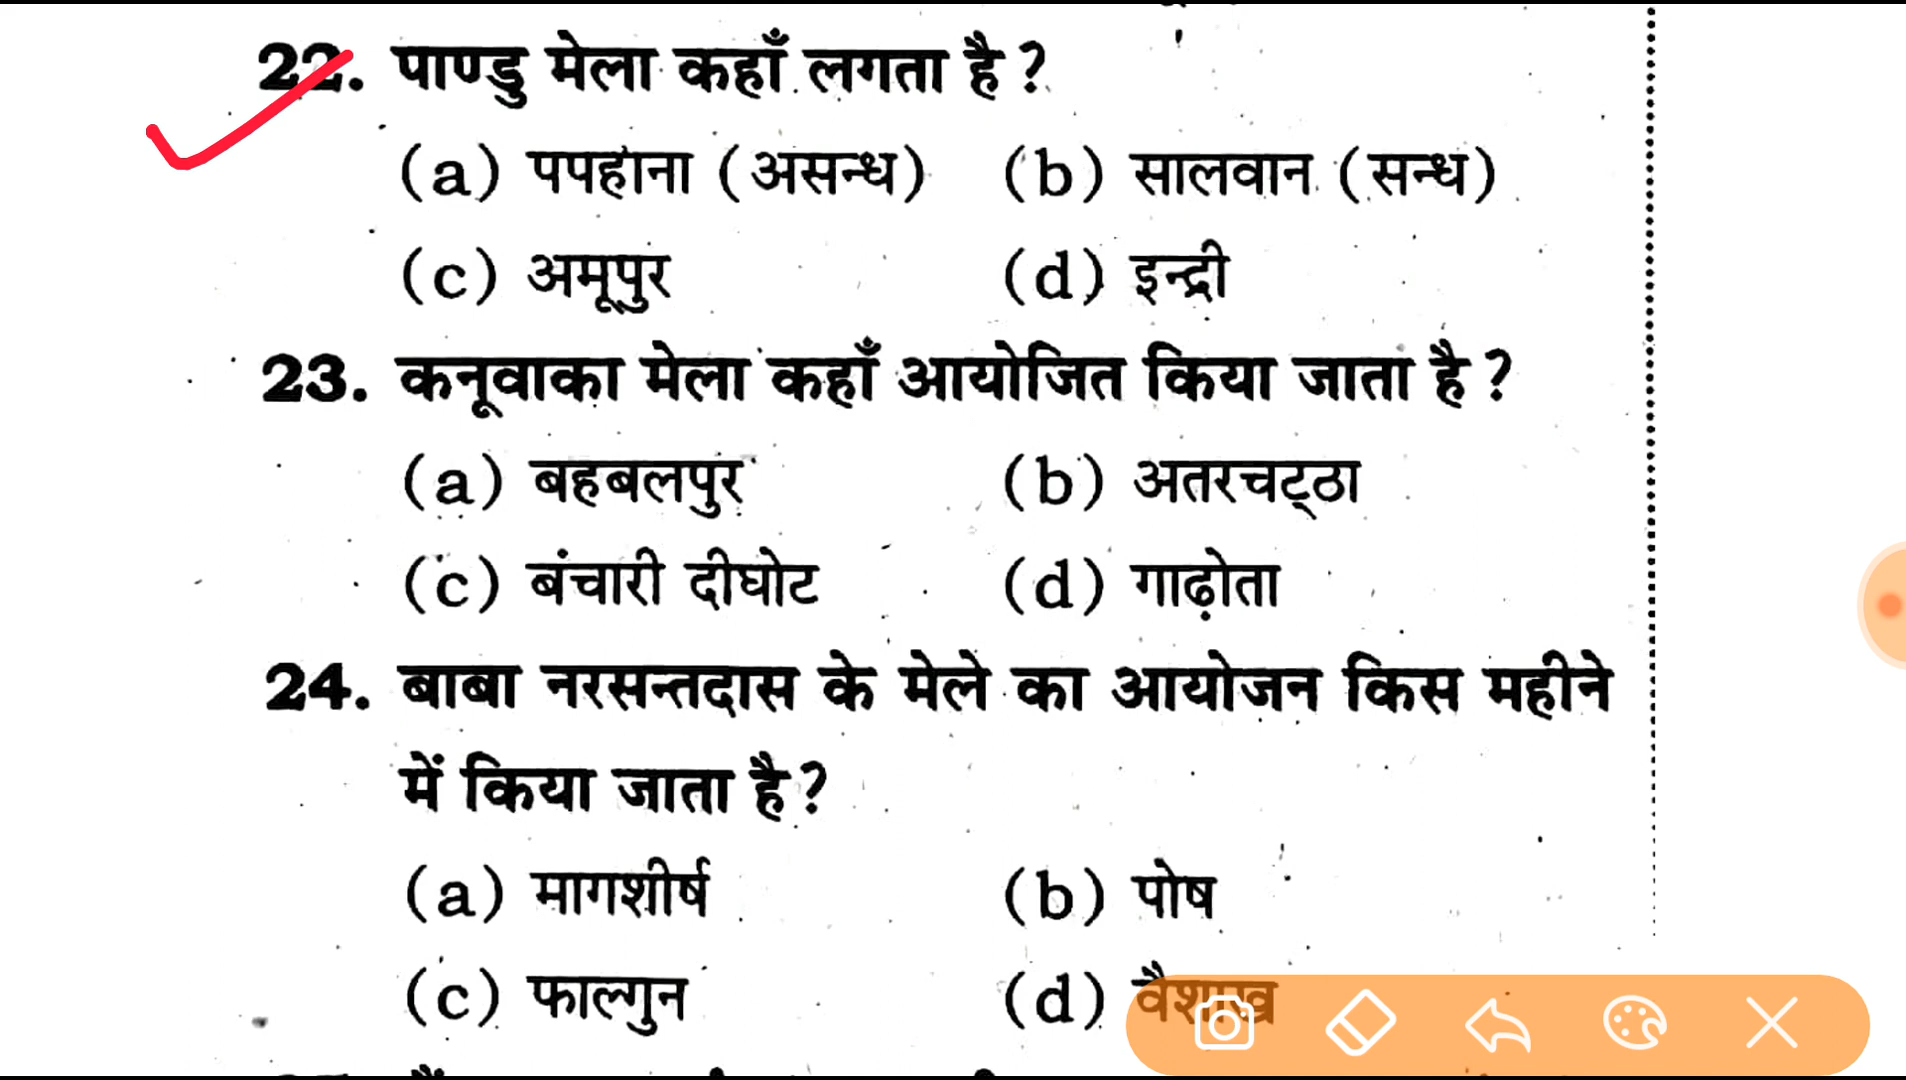 22. पाण्डु मेला कहाँ लगता है ?
(a) पपहाना (असन्ध) (b) सालवान (सन्ध)
(c) अमूपुर (d) इन्द्री
23. कनूवाका मेला कहाँ आयोजित किया जाता है ?
(a) बहबलपुर (b) अतरचट्ठा
(c) बंचारी दीघोट (d) गाढ़ोता
24. बाबा नरसन्तदास के मेले का आयोजन किस महीने
में किया जाता है ?
(a) मागशीर्ष (b) पोष
(c) फाल्गुन (d) वैशाख